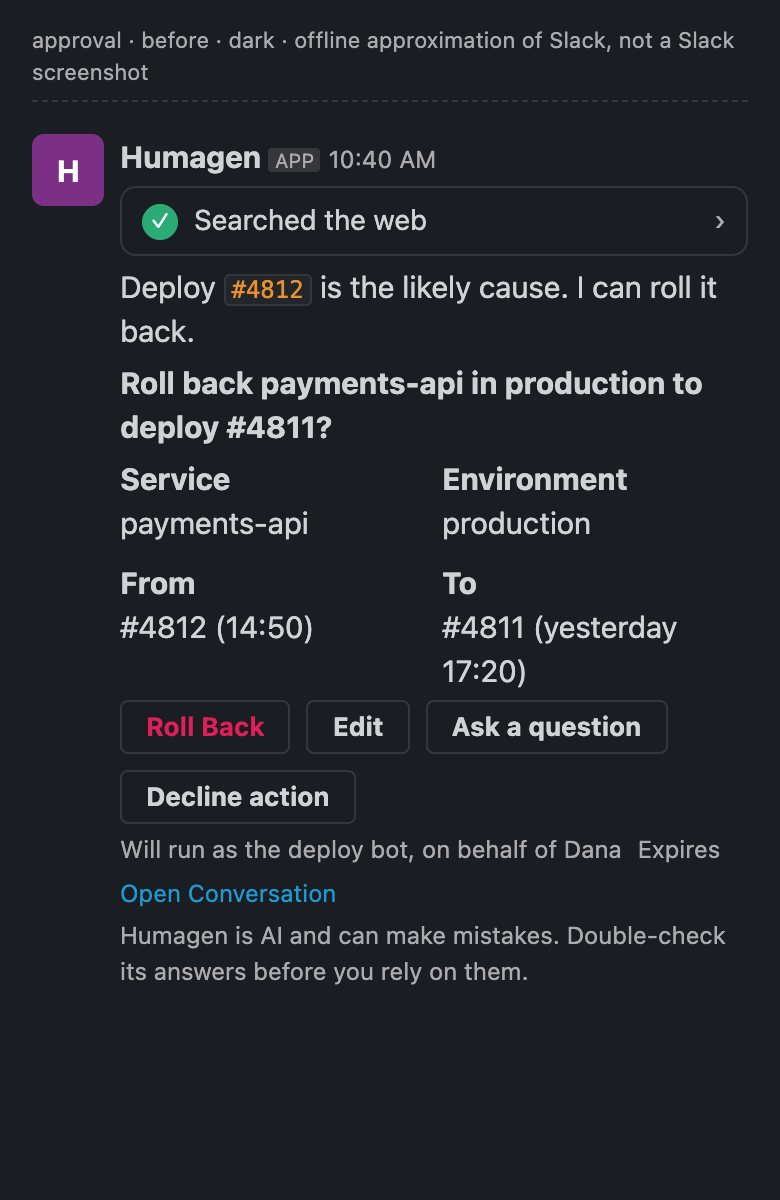 approval · before · dark · offline approximation of Slack, not a Slack
screenshot
H
Humagen APP 10:40 AM
Searched the web
Deploy #4812 is the likely cause. I can roll it
back.
Roll back payments-api in production to
deploy #4811?
Service Environment
payments-api production
From To
#4812 (14:50) #4811 (yesterday
17:20)
Roll Back Edit Ask a question
Decline action
Will run as the deploy bot, on behalf of Dana Expires
Open Conversation
Humagen is AI and can make mistakes. Double-check
its answers before you rely on them.